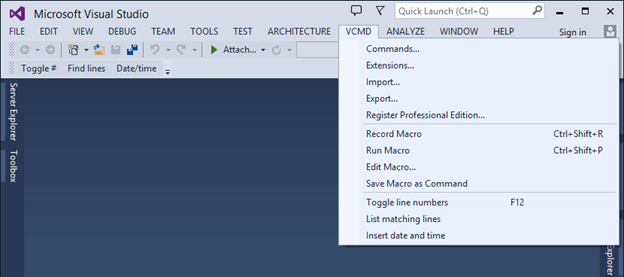 Microsoft Visual Studio
Quick Launch (Ctrl+Q)
FILE EDIT VIEW DEBUG TEAM TOOLS TEST ARCHITECTURE VCMD ANALYZE WINDOW HELP Sign in
Attach...
Toggle # Find lines Date/time
Server Explorer
Toolbox
Commands...
Extensions...
Import...
Export...
Register Professional Edition...
Record Macro Ctrl+Shift+R
Run Macro Ctrl+Shift+P
Edit Macro...
Save Macro as Command
Toggle line numbers F12
List matching lines
Insert date and time